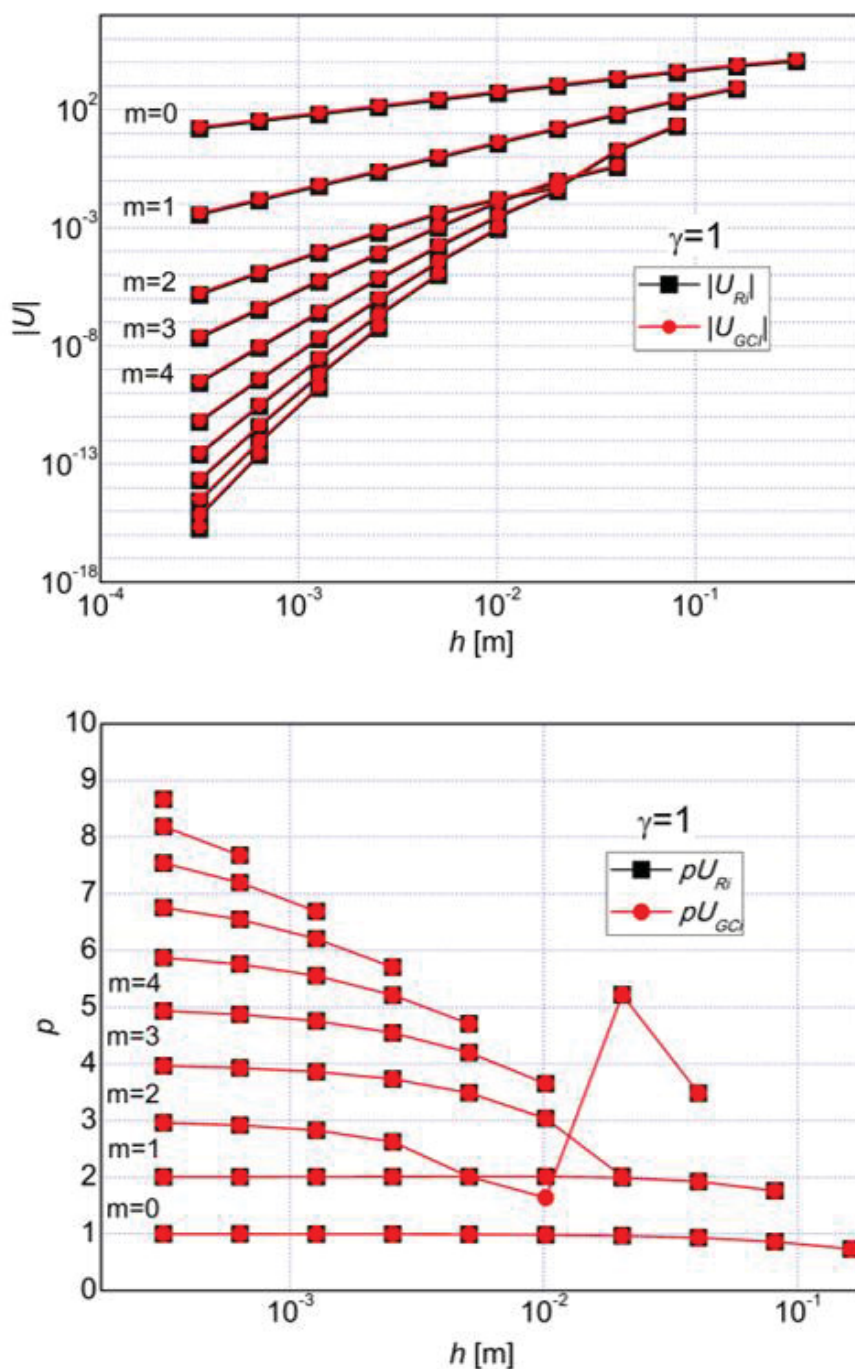 10^2
m=0
m=1
10^-3
γ=1
m=2
|U_Ri|
m=3
|U|
|U_GCI|
10^-8
m=4
10^-13
10^-18
10^-4
10^-3
10^-2
10^-1
h [m]
10
9
8
γ=1
7
pU_Ri
pU_GCI
6
m=4
5
p
m=3
4
m=2
3
m=1
2
m=0
1
0
10^-3
10^-2
10^-1
h [m]